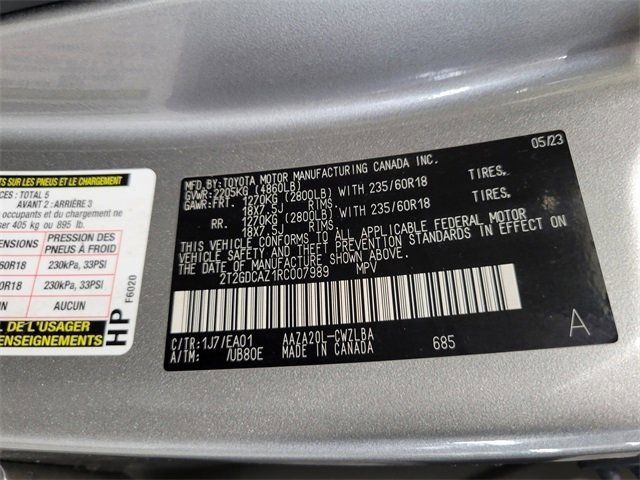 TS SUR LES PNEUS ET LE CHARGEMENT
CES : TOTAL 5
AVANT 2 : ARRIÈRE 3
occupants et du chargement ne
ser 405 kg ou 895 lb.
ENSIONS PRESSION DES PNEUS À FROID
60R18 230kPa, 33PSI
0R18 230kPa, 33PSI
N AUCUN
L DE L'USAGER
RENSEIGNEMENTS
HP F6020
05/23
MFD.BY:TOYOTA MOTOR MANUFACTURING CANADA INC.
GVWR:2205KG (4860LB)
GAWR:FRT. 1270KG (2800LB) WITH 235/60R18 TIRES,
18X7.5J RIMS
RR. 1270KG (2800LB) WITH 235/60R18 TIRES,
18X7.5J RIMS
THIS VEHICLE CONFORMS TO ALL APPLICABLE FEDERAL MOTOR
VEHICLE SAFETY AND THEFT PREVENTION STANDARDS IN EFFECT ON
THE DATE OF MANUFACTURE SHOWN ABOVE.
2T2GDCAZ1RC007989 MPV
C/TR:1J7/EA01 AAZA20L-CWZLBA 685 A
A/TM: /UB80E MADE IN CANADA